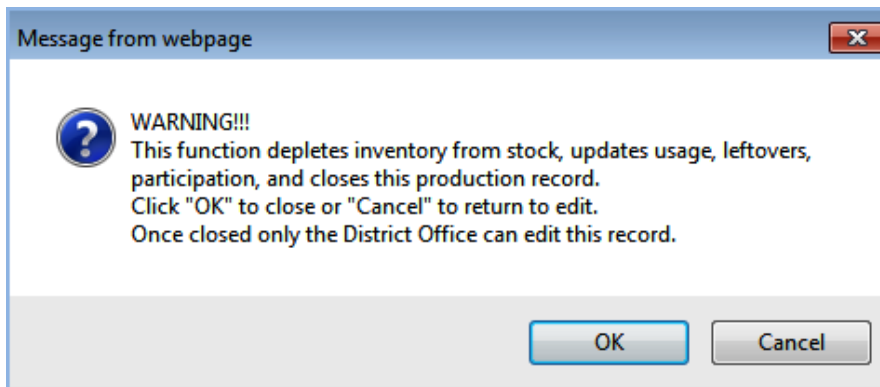 Message from webpage
WARNING!!!
This function depletes inventory from stock, updates usage, leftovers,
participation, and closes this production record.
Click "OK" to close or "Cancel" to return to edit.
Once closed only the District Office can edit this record.
OK
Cancel